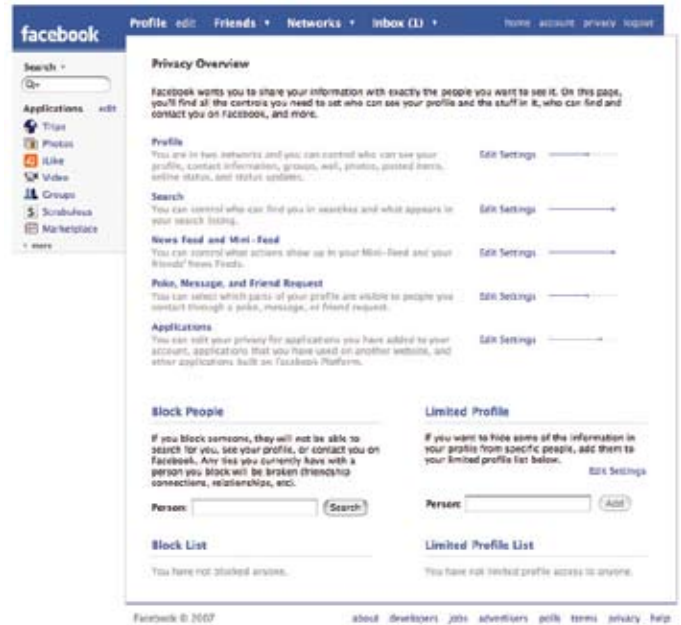 facebook
Profile edit Friends Networks Inbox (1)
home account privacy logout
Search
Applications edit
Trips
Photos
iLike
Video
Groups
Scrabulous
Marketplace
more
Privacy Overview
Facebook wants you to share your information with exactly the people you want to see it. On this page,
you'll find all the controls you need to set who can see your profile and the stuff in it, who can find and
contact you on Facebook, and more.
Profile
You are in two networks and you can control who can see your
profile, contact information, groups, wall, photos, posted items,
online status, and status updates.
Edit Settings
Search
You can control who can find you in searches and what appears in
your search listing.
Edit Settings
News Feed and Mini-Feed
You can control what actions show up in your Mini-Feed and your
friends' News Feeds.
Edit Settings
Poke, Message, and Friend Request
You can select which parts of your profile are visible to people you
contact through a poke, message, or friend request.
Edit Settings
Applications
You can edit your privacy for applications you have added to your
account, applications that you have used on another website, and
other applications built on Facebook Platform.
Edit Settings
Block People
If you block someone, they will not be able to
search for you, see your profile, or contact you on
Facebook. Any ties you currently have with a
person you block will be broken (friendship
connections, relationships, etc).
Person: Search
Limited Profile
If you want to hide some of the information in
your profile from specific people, add them to
your limited profile list below.
Edit Settings
Person: Add
Block List
You have not blocked anyone.
Limited Profile List
You have not limited profile access to anyone.
Facebook © 2007
about developers jobs advertisers polls terms privacy help